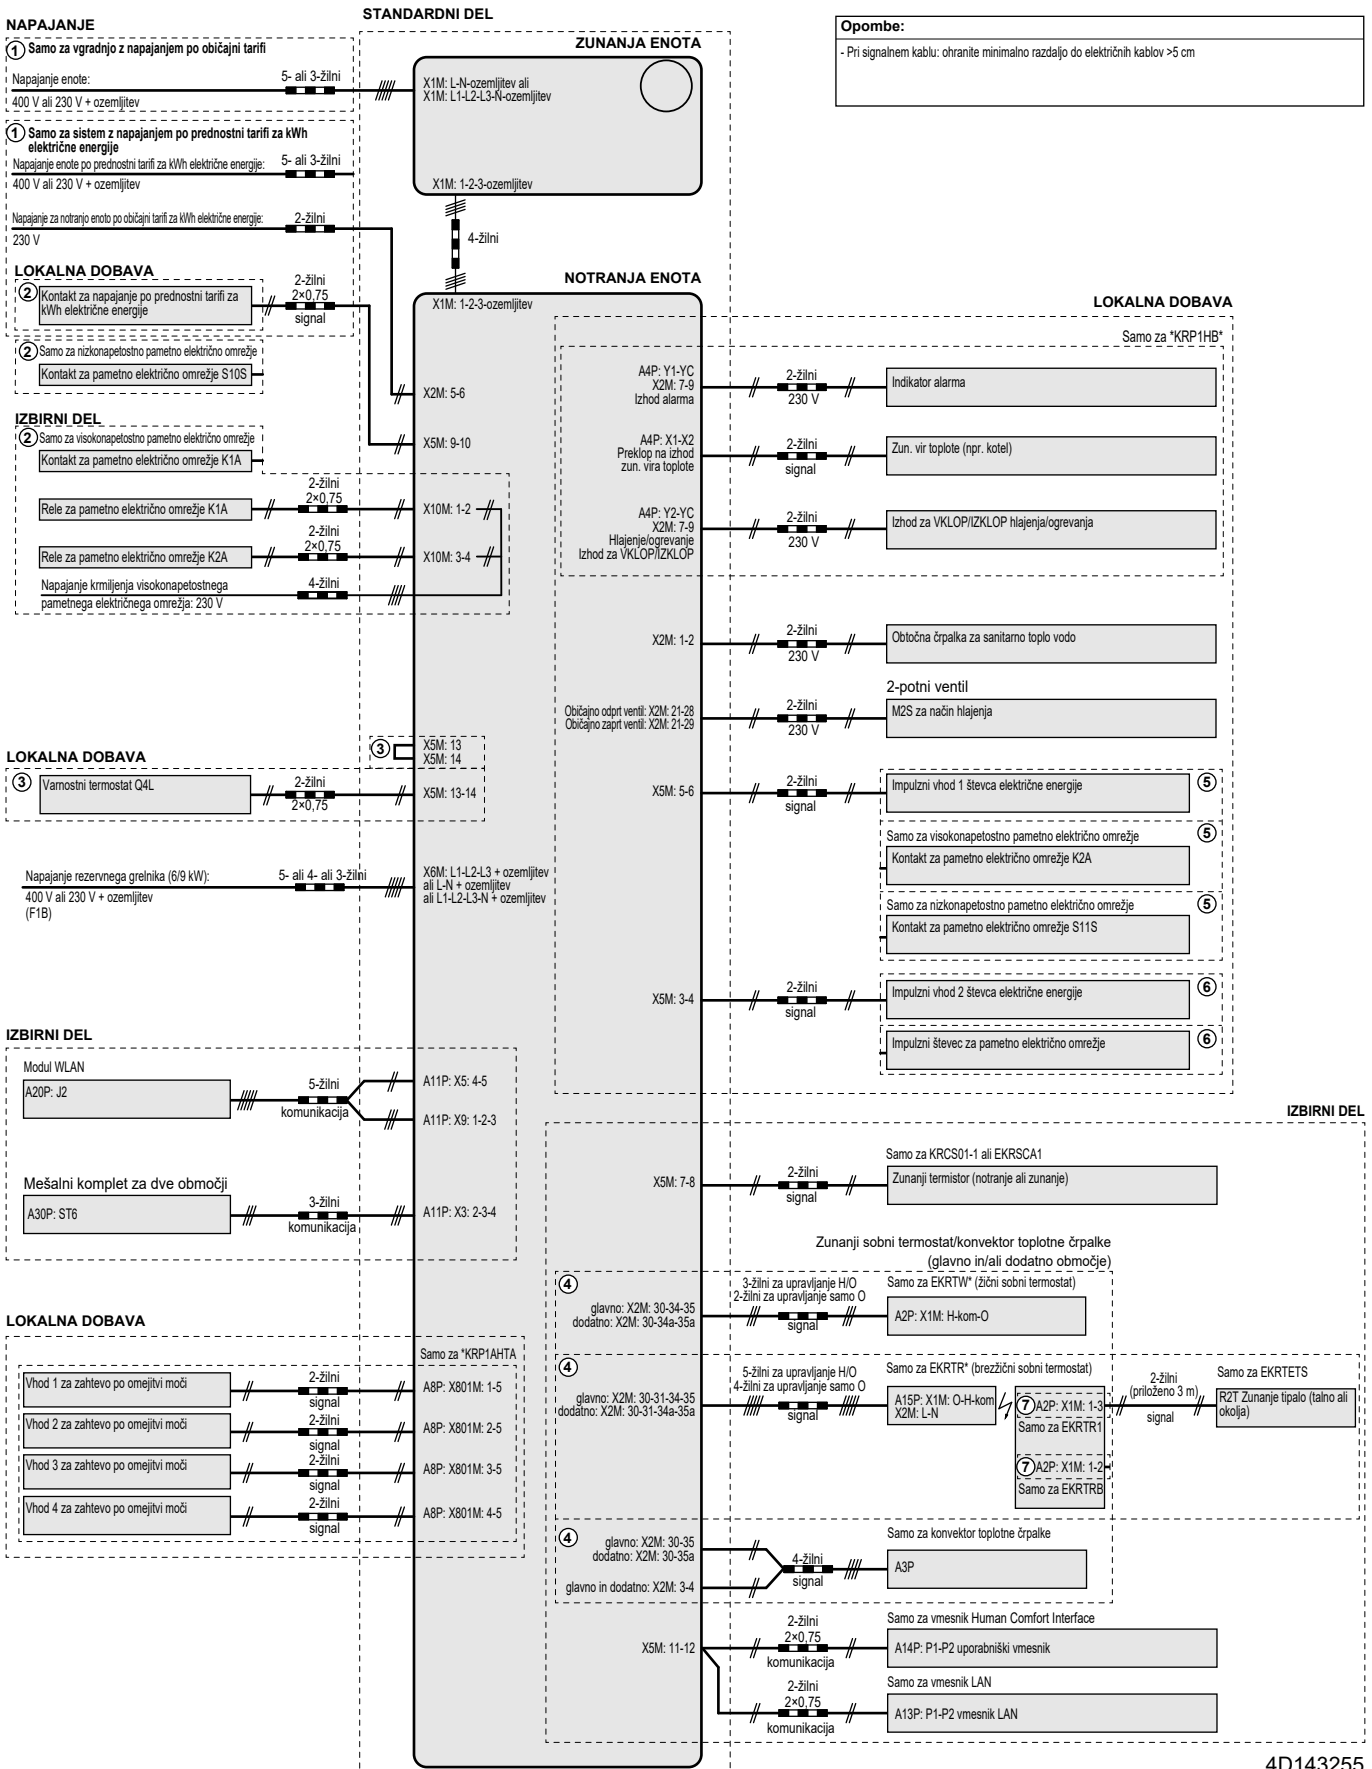 NAPAJANJE
① Samo za vgradnjo z napajanjem po običajni tarifi
Napajanje enote:
5- ali 3-žilni
400 V ali 230 V + ozemljitev
① Samo za sistem z napajanjem po prednostni tarifi za kWh
električne energije
Napajanje enote po prednostni tarifi za kWh električne energije:
5- ali 3-žilni
400 V ali 230 V + ozemljitev
Napajanje za notranjo enoto po običajni tarifi za kWh električne energije:
2-žilni
230 V
LOKALNA DOBAVA
② Kontakt za napajanje po prednostni tarifi za
kWh električne energije
2-žilni
2×0,75
signal
② Samo za nizkonapetostno pametno električno omrežje
Kontakt za pametno električno omrežje S10S
IZBIRNI DEL
② Samo za visokonapetostno pametno električno omrežje
Kontakt za pametno električno omrežje K1A
Rele za pametno električno omrežje K1A
2-žilni
2×0,75
Rele za pametno električno omrežje K2A
2-žilni
2×0,75
Napajanje krmiljenja visokonapetostnega
pametnega električnega omrežja: 230 V
4-žilni
LOKALNA DOBAVA
③ Varnostni termostat Q4L
2-žilni
2×0,75
Napajanje rezervnega grelnika (6/9 kW):
5- ali 4- ali 3-žilni
400 V ali 230 V + ozemljitev
(F1B)
IZBIRNI DEL
Modul WLAN
A20P: J2
5-žilni
komunikacija
Mešalni komplet za dve območji
A30P: ST6
3-žilni
komunikacija
LOKALNA DOBAVA
Samo za *KRP1AHTA
Vhod 1 za zahtevo po omejitvi moči
2-žilni
signal
A8P: X801M: 1-5
Vhod 2 za zahtevo po omejitvi moči
2-žilni
signal
A8P: X801M: 2-5
Vhod 3 za zahtevo po omejitvi moči
2-žilni
signal
A8P: X801M: 3-5
Vhod 4 za zahtevo po omejitvi moči
2-žilni
signal
A8P: X801M: 4-5
STANDARDNI DEL
ZUNANJA ENOTA
X1M: L-N-ozemljitev ali
X1M: L1-L2-L3-N-ozemljitev
X1M: 1-2-3-ozemljitev
4-žilni
NOTRANJA ENOTA
X1M: 1-2-3-ozemljitev
X2M: 5-6
X5M: 9-10
X10M: 1-2
X10M: 3-4
③
X5M: 13
X5M: 14
X5M: 13-14
X6M: L1-L2-L3 + ozemljitev
ali L-N + ozemljitev
ali L1-L2-L3-N + ozemljitev
A11P: X5: 4-5
A11P: X9: 1-2-3
A11P: X3: 2-3-4
Opombe:
- Pri signalnem kablu: ohranite minimalno razdaljo do električnih kablov >5 cm
LOKALNA DOBAVA
Samo za *KRP1HB*
A4P: Y1-YC
X2M: 7-9
Izhod alarma
2-žilni
230 V
Indikator alarma
A4P: X1-X2
Preklop na izhod
zun. vira toplote
2-žilni
signal
Zun. vir toplote (npr. kotel)
A4P: Y2-YC
X2M: 7-9
Hlajenje/ogrevanje
Izhod za VKLOP/IZKLOP
2-žilni
230 V
Izhod za VKLOP/IZKLOP hlajenja/ogrevanja
X2M: 1-2
2-žilni
230 V
Obtočna črpalka za sanitarno toplo vodo
2-potni ventil
Običajno odprt ventil: X2M: 21-28
Običajno zaprt ventil: X2M: 21-29
2-žilni
230 V
M2S za način hlajenja
X5M: 5-6
2-žilni
signal
Impulzni vhod 1 števca električne energije
⑤
Samo za visokonapetostno pametno električno omrežje
⑤
Kontakt za pametno električno omrežje K2A
Samo za nizkonapetostno pametno električno omrežje
⑤
Kontakt za pametno električno omrežje S11S
X5M: 3-4
2-žilni
signal
Impulzni vhod 2 števca električne energije
⑥
Impulzni števec za pametno električno omrežje
⑥
IZBIRNI DEL
Samo za KRCS01-1 ali EKRSCA1
X5M: 7-8
2-žilni
signal
Zunanji termistor (notranje ali zunanje)
Zunanji sobni termostat/konvektor toplotne črpalke
(glavno in/ali dodatno območje)
④
glavno: X2M: 30-34-35
dodatno: X2M: 30-34a-35a
3-žilni za upravljanje H/O
2-žilni za upravljanje samo O
signal
Samo za EKRTW* (žični sobni termostat)
A2P: X1M: H-kom-O
④
glavno: X2M: 30-31-34-35
dodatno: X2M: 30-31-34a-35a
5-žilni za upravljanje H/O
4-žilni za upravljanje samo O
signal
Samo za EKRTR* (brezžični sobni termostat)
A15P: X1M: O-H-kom
X2M: L-N
⑦ A2P: X1M: 1-3
Samo za EKRTR1
⑦ A2P: X1M: 1-2
Samo za EKRTRB
2-žilni
(priloženo 3 m)
signal
Samo za EKRTETS
R2T Zunanje tipalo (talno ali
okolja)
④
glavno: X2M: 30-35
dodatno: X2M: 30-35a
glavno in dodatno: X2M: 3-4
4-žilni
signal
Samo za konvektor toplotne črpalke
A3P
X5M: 11-12
2-žilni
2×0,75
komunikacija
Samo za vmesnik Human Comfort Interface
A14P: P1-P2 uporabniški vmesnik
2-žilni
2×0,75
komunikacija
Samo za vmesnik LAN
A13P: P1-P2 vmesnik LAN
4D143255